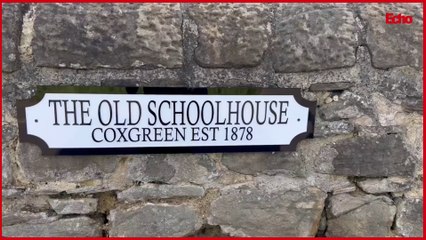 Echo
THE OLD SCHOOLHOUSE
COXGREEN EST 1878